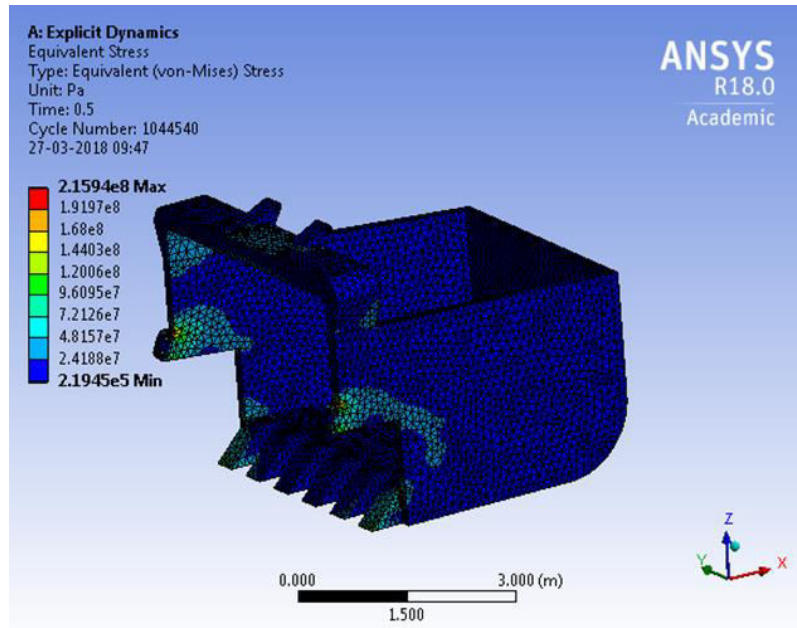 A: Explicit Dynamics
Equivalent Stress
Type: Equivalent (von-Mises) Stress
Unit: Pa
Time: 0.5
Cycle Number: 1044540
27-03-2018 09:47
ANSYS
R18.0
Academic
2.1594e8 Max
1.9197e8
1.68e8
1.4403e8
1.2006e8
9.6095e7
7.2126e7
4.8157e7
2.4188e7
2.1945e5 Min
Z
Y
X
0.000
3.000 (m)
1.500